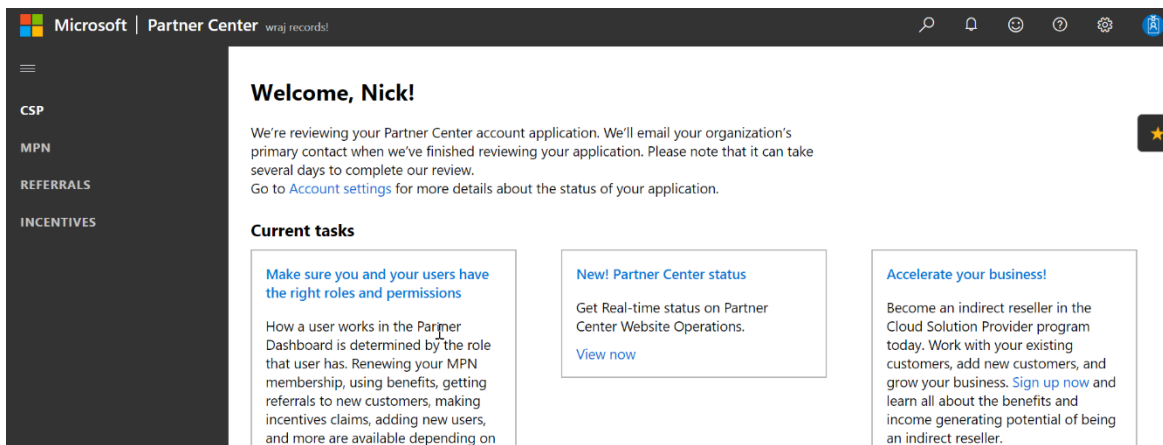 Microsoft | Partner Center wraj records!
CSP
MPN
REFERRALS
INCENTIVES
Welcome, Nick!
We're reviewing your Partner Center account application. We'll email your organization's
primary contact when we've finished reviewing your application. Please note that it can take
several days to complete our review.
Go to Account settings for more details about the status of your application.
Current tasks
Make sure you and your users have
the right roles and permissions
How a user works in the Partner
Dashboard is determined by the role
that user has. Renewing your MPN
membership, using benefits, getting
referrals to new customers, making
incentives claims, adding new users,
and more are available depending on
New! Partner Center status
Get Real-time status on Partner
Center Website Operations.
View now
Accelerate your business!
Become an indirect reseller in the
Cloud Solution Provider program
today. Work with your existing
customers, add new customers, and
grow your business. Sign up now and
learn all about the benefits and
income generating potential of being
an indirect reseller.